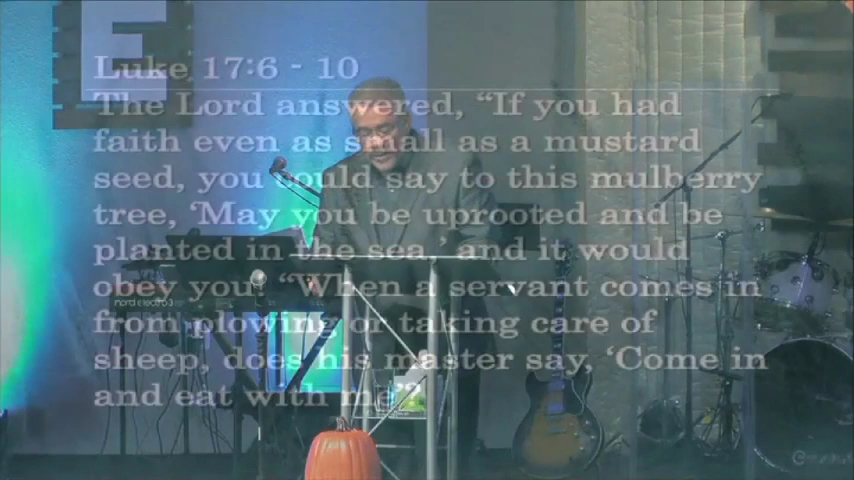 E
Luke 17:6 - 10
The Lord answered, “If you had
faith even as small as a mustard
seed, you could say to this mulberry
tree, ‘May you be uprooted and be
planted in the sea,’ and it would
obey you. “When a servant comes in
from plowing or taking care of
sheep, does his master say, ‘Come in
and eat with me’?
nord electro